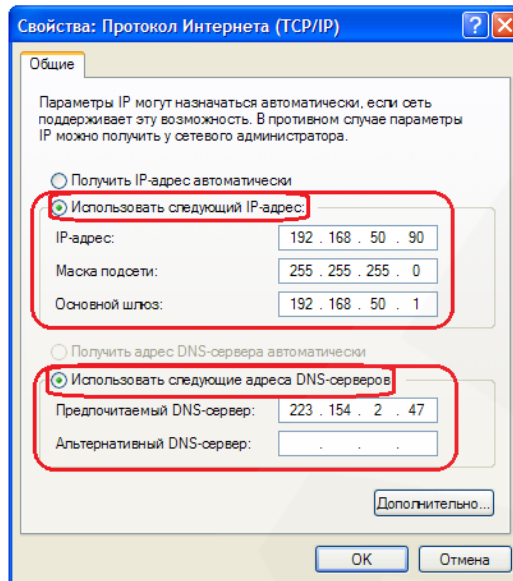 Свойства: Протокол Интернета (TCP/IP)
Общие
Параметры IP могут назначаться автоматически, если сеть
поддерживает эту возможность. В противном случае параметры
IP можно получить у сетевого администратора.
Получить IP-адрес автоматически
Использовать следующий IP-адрес:
IP-адрес: 192 . 168 . 50 . 90
Маска подсети: 255 . 255 . 255 . 0
Основной шлюз: 192 . 168 . 50 . 1
Получить адрес DNS-сервера автоматически
Использовать следующие адреса DNS-серверов
Предпочитаемый DNS-сервер: 223 . 154 . 2 . 47
Альтернативный DNS-сервер: . . .
Дополнительно...
OK Отмена